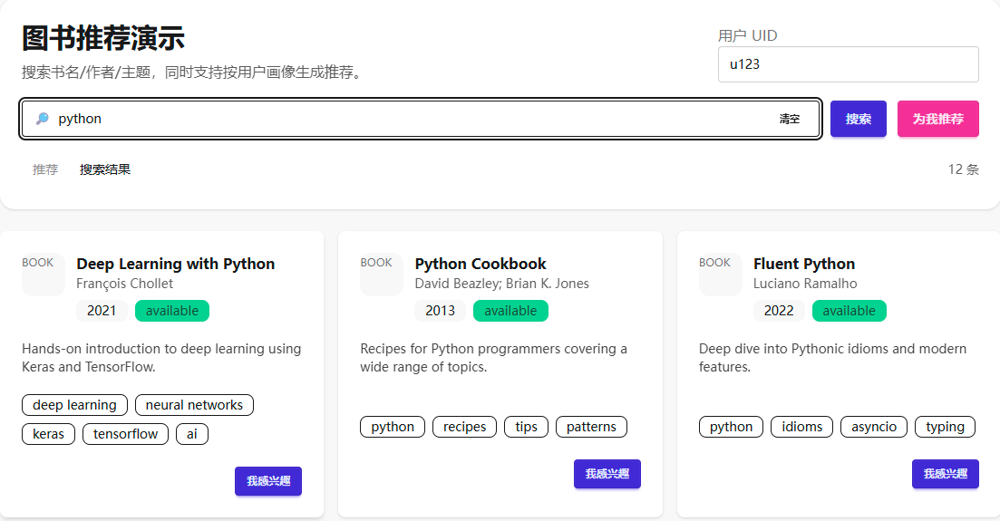 图书推荐演示
搜索书名/作者/主题，同时支持按用户画像生成推荐。
用户 UID
u123
python
清空
搜索
为我推荐
推荐
搜索结果
12 条
BOOK
Deep Learning with Python
François Chollet
2021
available
Hands-on introduction to deep learning using
Keras and TensorFlow.
deep learning
neural networks
keras
tensorflow
ai
我感兴趣
BOOK
Python Cookbook
David Beazley; Brian K. Jones
2013
available
Recipes for Python programmers covering a
wide range of topics.
python
recipes
tips
patterns
我感兴趣
BOOK
Fluent Python
Luciano Ramalho
2022
available
Deep dive into Pythonic idioms and modern
features.
python
idioms
asyncio
typing
我感兴趣